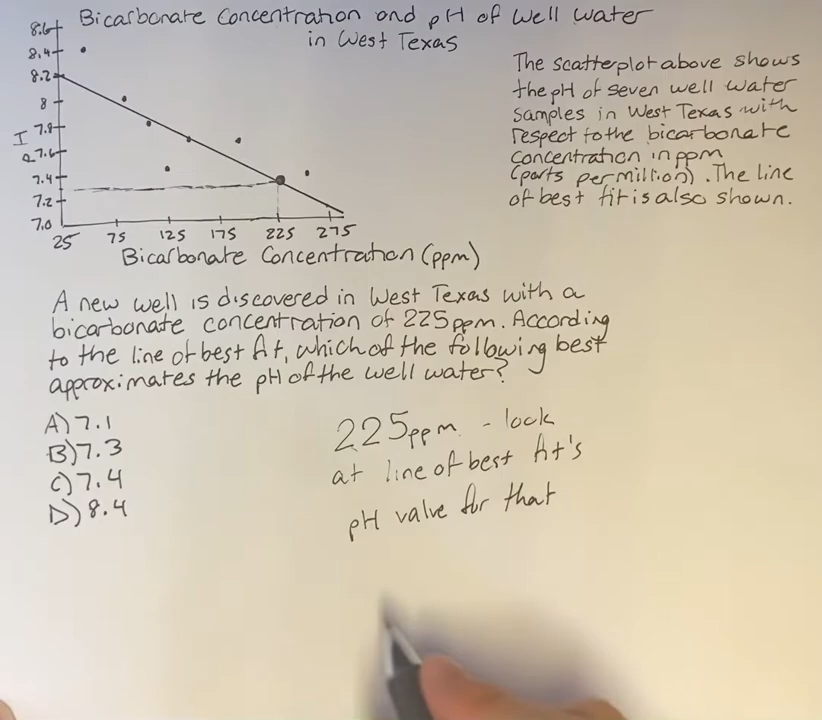 Bicarbonate Concentration and pH of Well Water
in West Texas
8.6
8.4
8.2
8
7.8
7.6
7.4
7.2
7.0
pH
25 75 125 175 225 275
Bicarbonate Concentration (ppm)
The scatterplot above shows
the pH of seven well water
samples in West Texas with
respect to the bicarbonate
concentration in ppm
(parts per million). The line
of best fit is also shown.
A new well is discovered in West Texas with a
bicarbonate concentration of 225ppm. According
to the line of best fit, which of the following best
approximates the pH of the well water?
A) 7.1
B) 7.3
C) 7.4
D) 8.4
225ppm - look
at line of best fit's
pH value for that